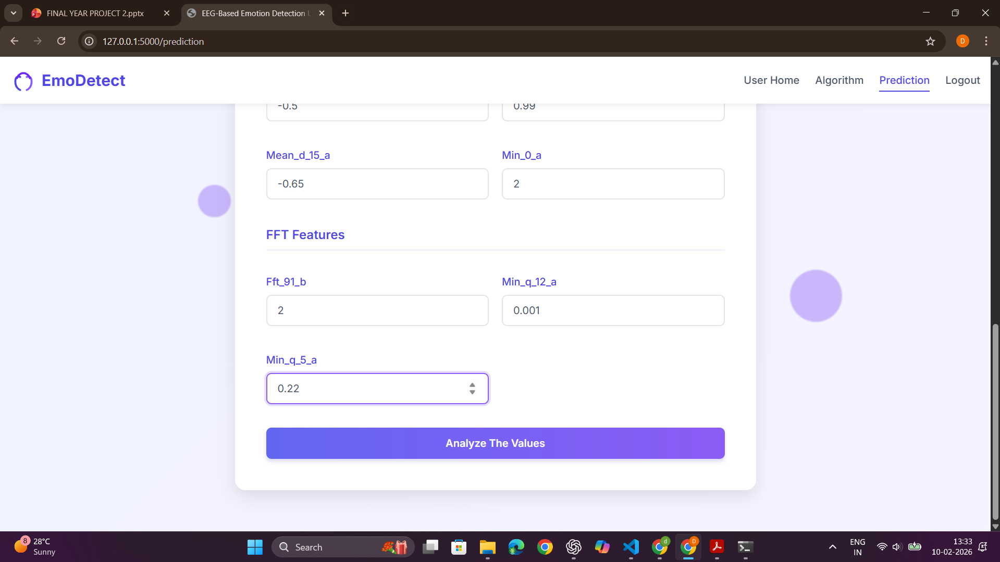 FINAL YEAR PROJECT 2.pptx
EEG-Based Emotion Detection
127.0.0.1:5000/prediction
D
EmoDetect
User Home
Algorithm
Prediction
Logout
-0.5
0.99
Mean_d_15_a
Min_0_a
-0.65
2
FFT Features
Fft_91_b
Min_q_12_a
2
0.001
Min_q_5_a
0.22
Analyze The Values
8
28°C
Sunny
Search
d
D
ENG
IN
13:33
10-02-2026